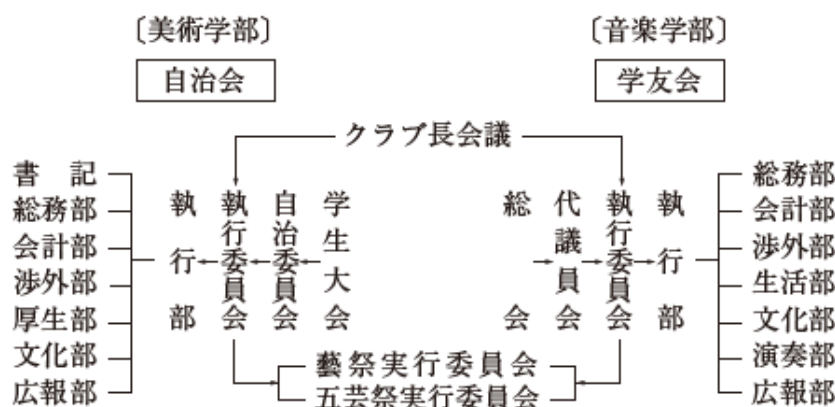 〔美術学部〕
〔音楽学部〕
自治会
学友会
クラブ長会議
書記
総務部
会計部
渉外部
厚生部
文化部
広報部
執行部
執行委員会
自治委員会
学生大会
総会
代議員会
執行委員会
執行部
総務部
会計部
渉外部
生活部
文化部
演奏部
広報部
藝祭実行委員会
五芸祭実行委員会